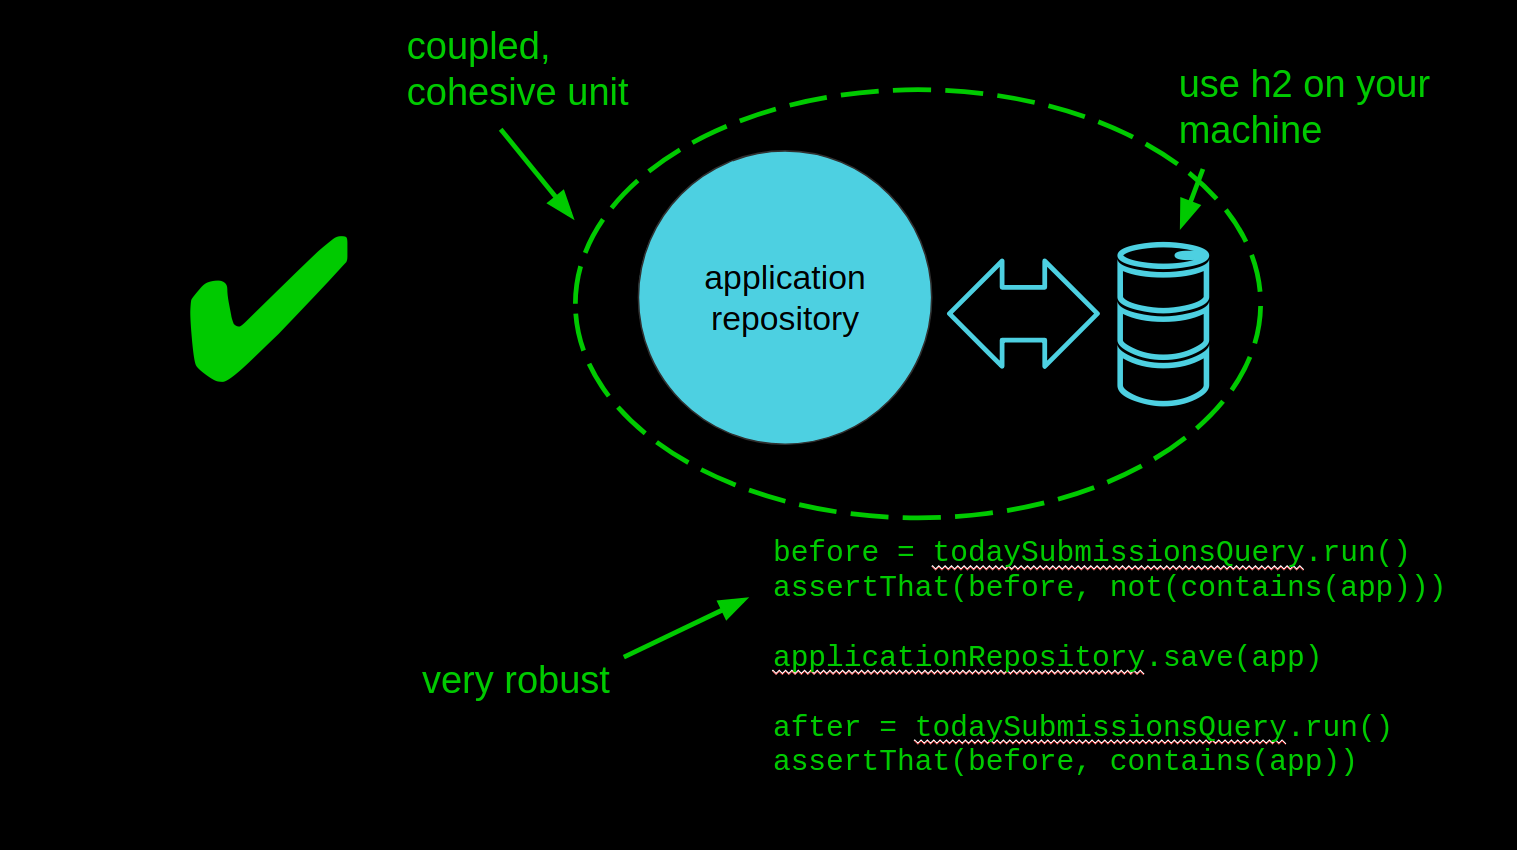 coupled,
cohesive unit
use h2 on your
machine
application
repository
before = todaySubmissionsQuery.run()
assertThat(before, not(contains(app)))
applicationRepository.save(app)
very robust
after = todaySubmissionsQuery.run()
assertThat(before, contains(app))